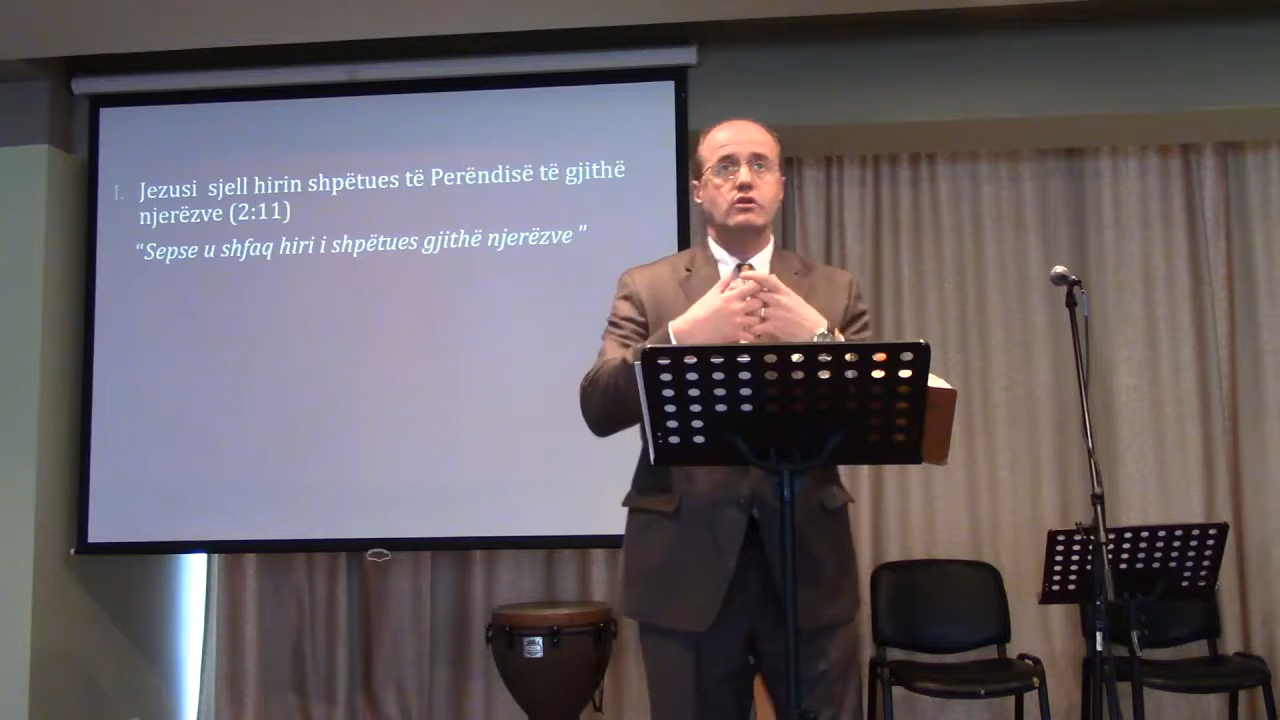 I. Jezusi sjell hirin shpëtues të Perëndisë të gjithë
njerëzve (2:11)
“Sepse u shfaq hiri i shpëtues gjithë njerëzve ”